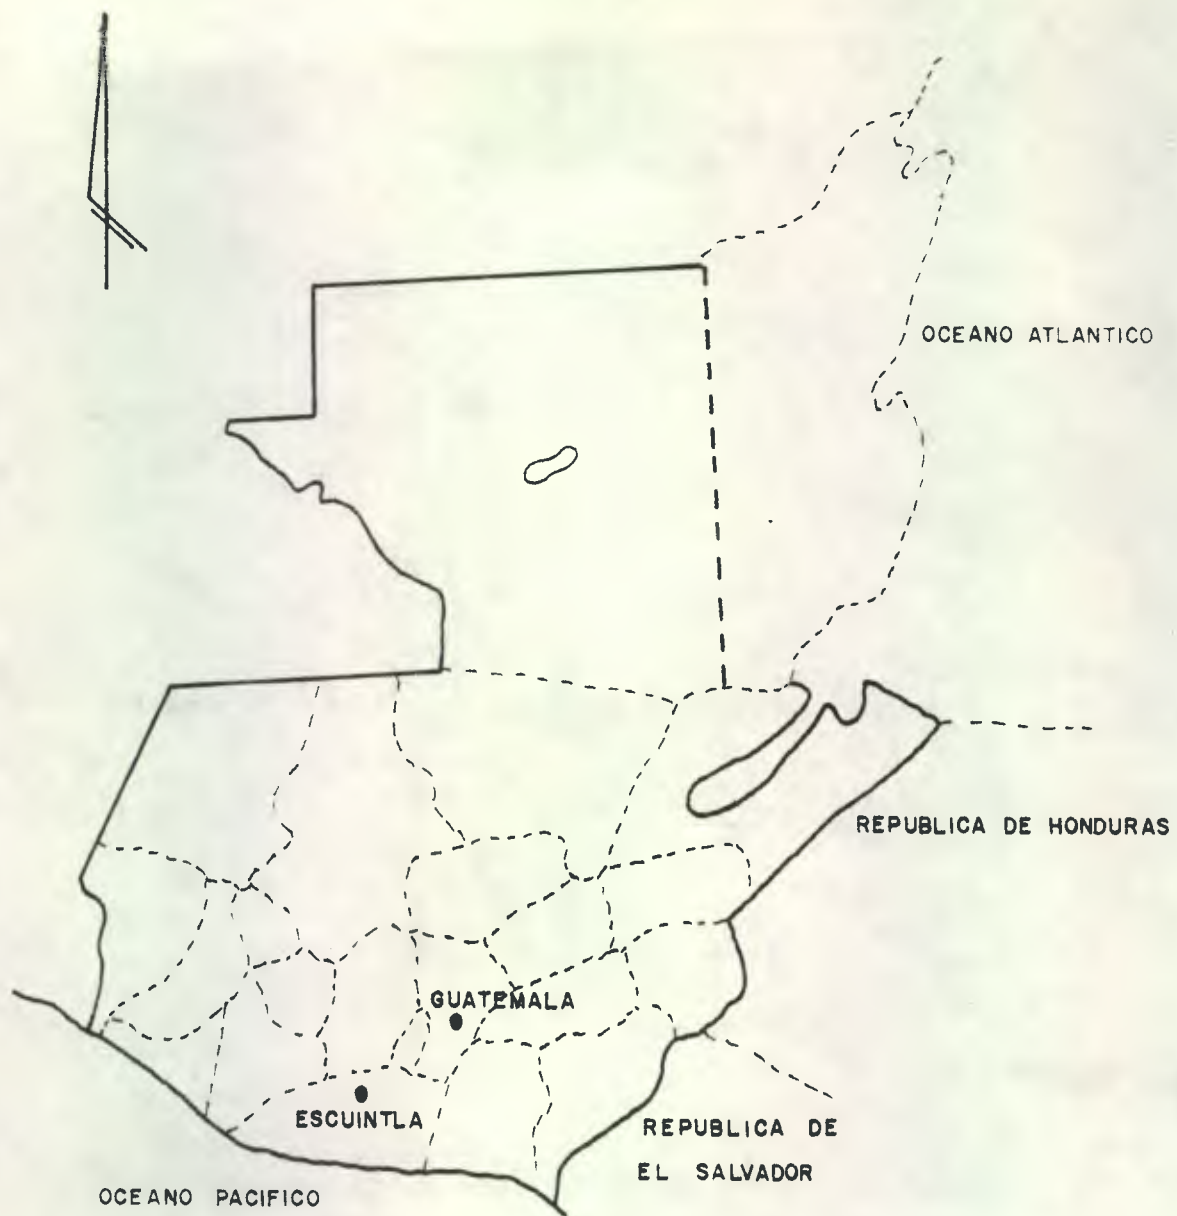 OCEANO ATLANTICO
REPUBLICA DE HONDURAS
GUATEMALA
ESCUINTLA
REPUBLICA DE
EL SALVADOR
OCEANO PACIFICO